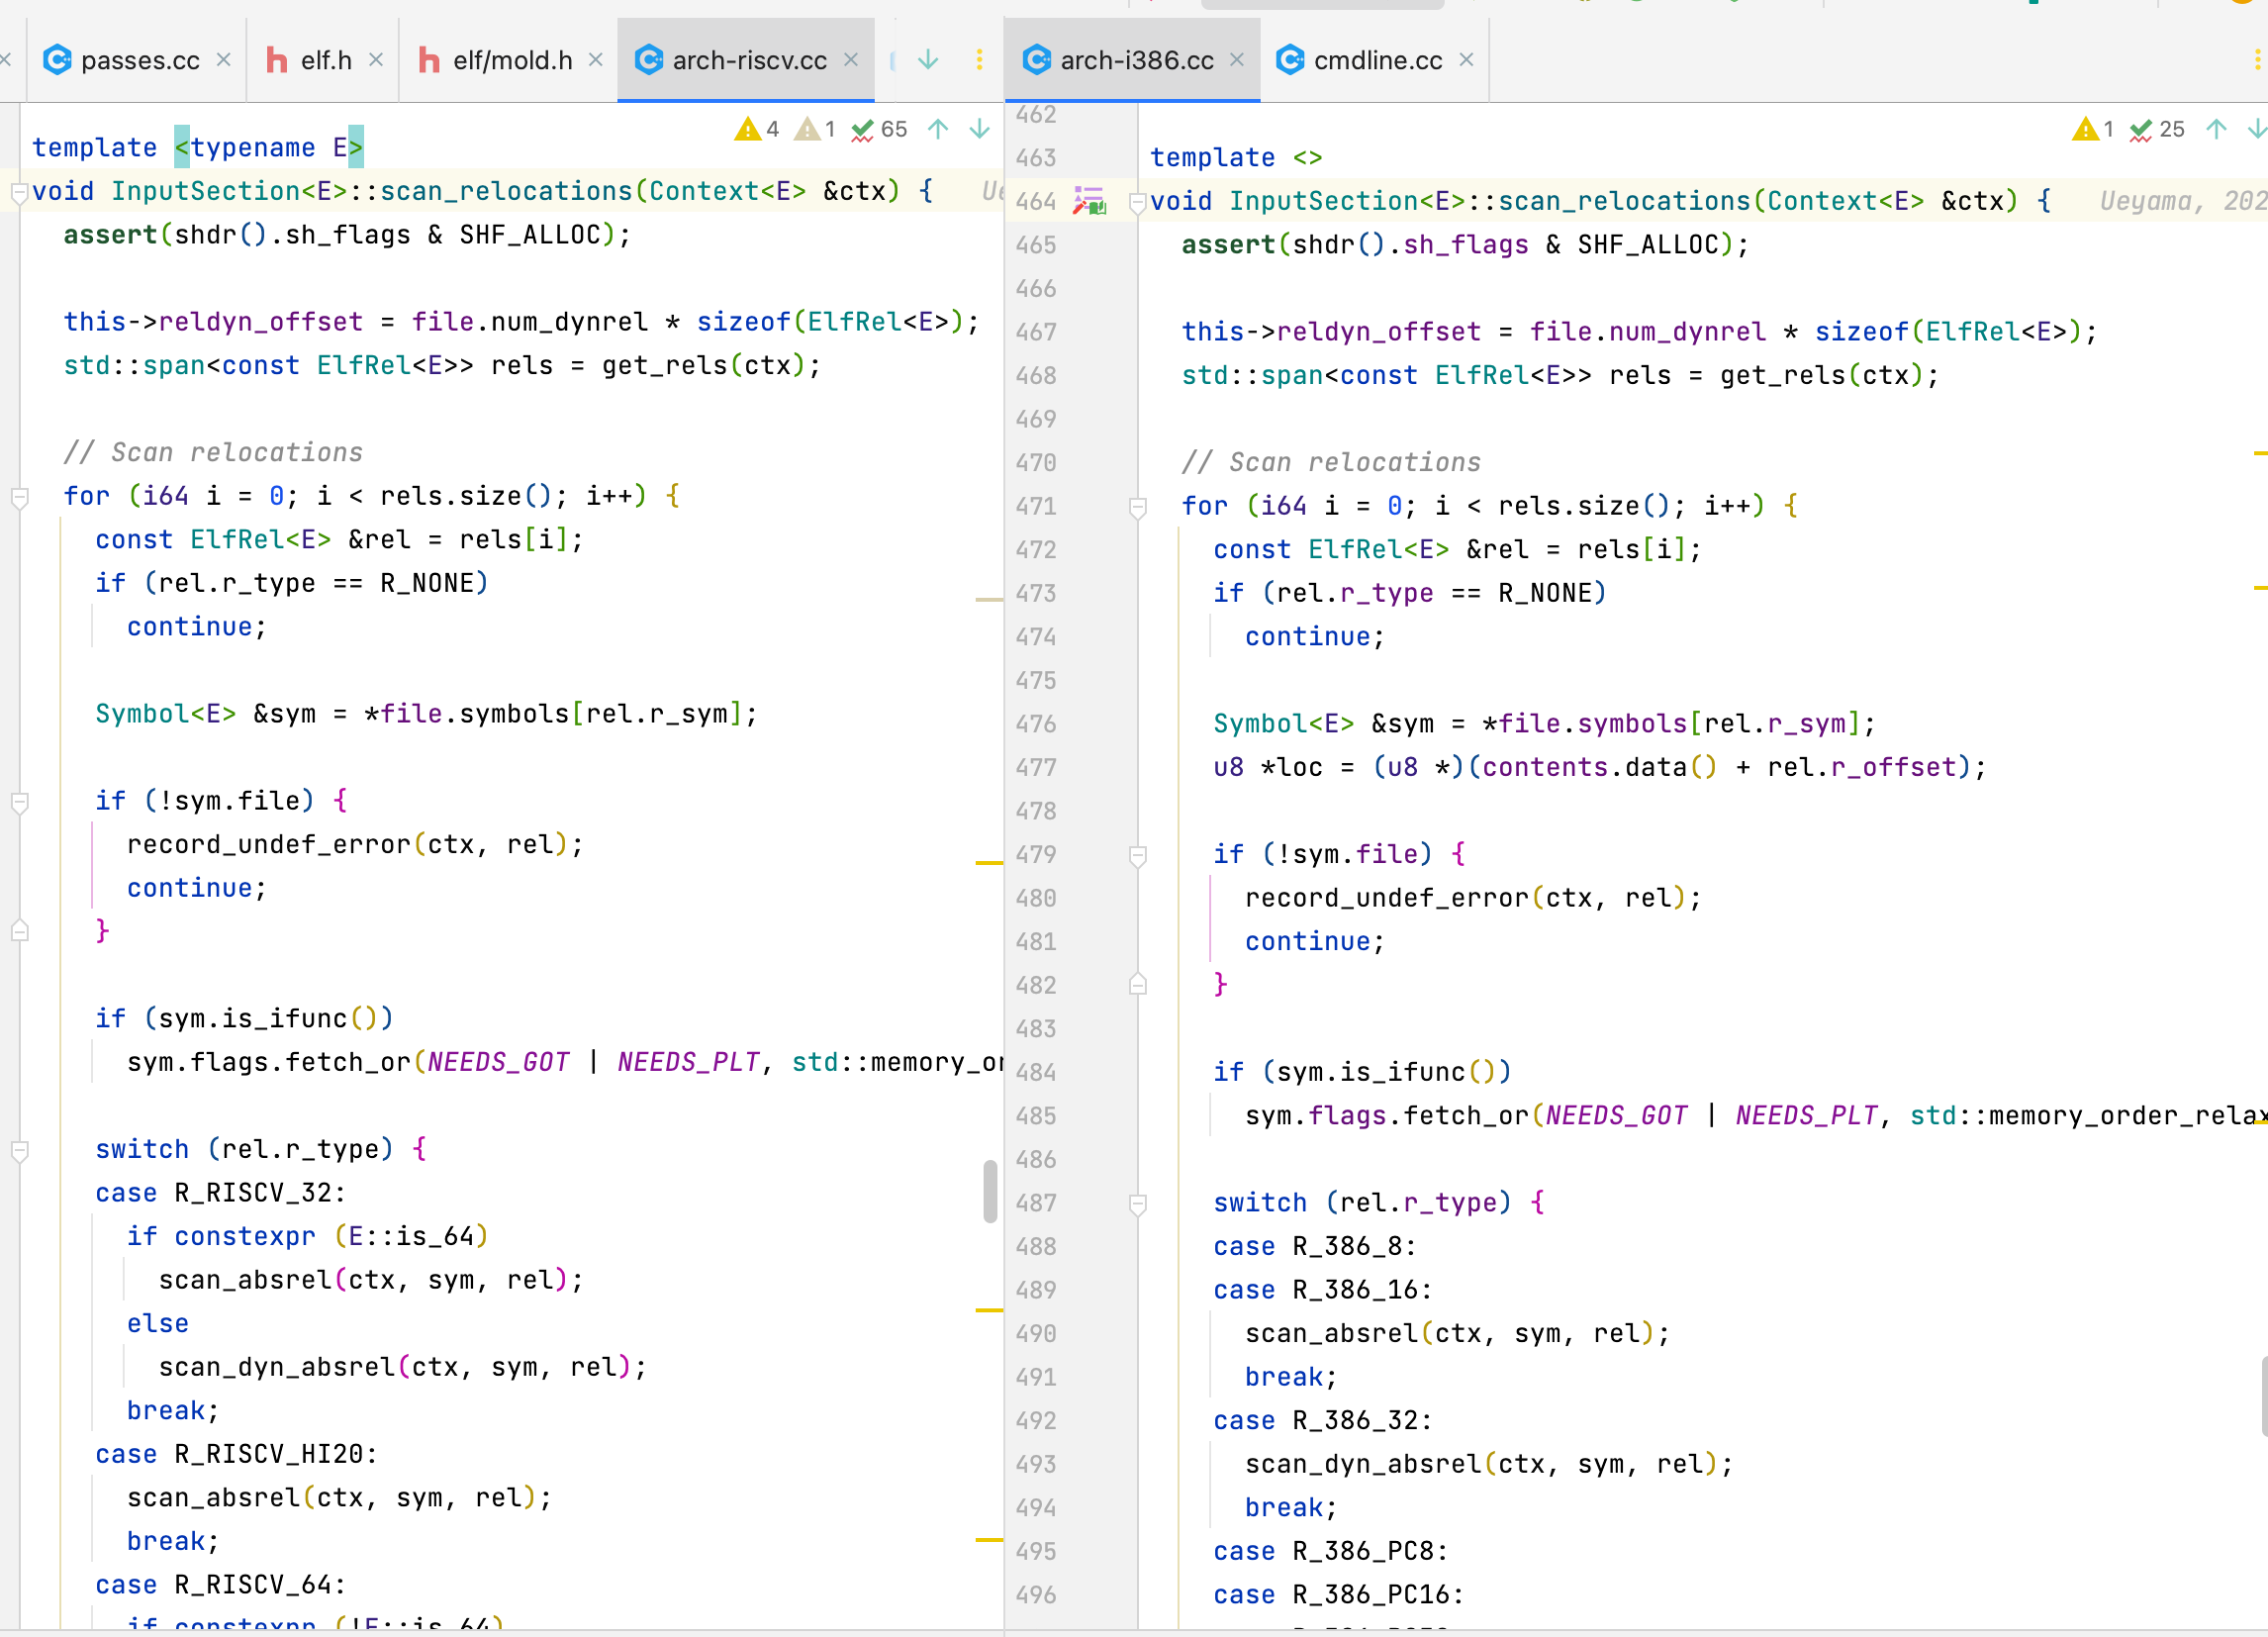 passes.cc
elf.h
elf/mold.h
arch-riscv.cc
4 1 65
template <typename E>
void InputSection<E>::scan_relocations(Context<E> &ctx) {
assert(shdr().sh_flags & SHF_ALLOC);
this->reldyn_offset = file.num_dynrel * sizeof(ElfRel<E>);
std::span<const ElfRel<E>> rels = get_rels(ctx);
// Scan relocations
for (i64 i = 0; i < rels.size(); i++) {
const ElfRel<E> &rel = rels[i];
if (rel.r_type == R_NONE)
continue;
Symbol<E> &sym = *file.symbols[rel.r_sym];
if (!sym.file) {
record_undef_error(ctx, rel);
continue;
}
if (sym.is_ifunc())
sym.flags.fetch_or(NEEDS_GOT | NEEDS_PLT, std::memory_or
switch (rel.r_type) {
case R_RISCV_32:
if constexpr (E::is_64)
scan_absrel(ctx, sym, rel);
else
scan_dyn_absrel(ctx, sym, rel);
break;
case R_RISCV_HI20:
scan_absrel(ctx, sym, rel);
break;
case R_RISCV_64:
if constexpr (!E::is_64)
arch-i386.cc
cmdline.cc
1 25
462
463 template <>
464 void InputSection<E>::scan_relocations(Context<E> &ctx) { Ueyama, 202
465 assert(shdr().sh_flags & SHF_ALLOC);
466
467 this->reldyn_offset = file.num_dynrel * sizeof(ElfRel<E>);
468 std::span<const ElfRel<E>> rels = get_rels(ctx);
469
470 // Scan relocations
471 for (i64 i = 0; i < rels.size(); i++) {
472 const ElfRel<E> &rel = rels[i];
473 if (rel.r_type == R_NONE)
474 continue;
475
476 Symbol<E> &sym = *file.symbols[rel.r_sym];
477 u8 *loc = (u8 *)(contents.data() + rel.r_offset);
478
479 if (!sym.file) {
480 record_undef_error(ctx, rel);
481 continue;
482 }
483
484 if (sym.is_ifunc())
485 sym.flags.fetch_or(NEEDS_GOT | NEEDS_PLT, std::memory_order_relax
486
487 switch (rel.r_type) {
488 case R_386_8:
489 case R_386_16:
490 scan_absrel(ctx, sym, rel);
491 break;
492 case R_386_32:
493 scan_dyn_absrel(ctx, sym, rel);
494 break;
495 case R_386_PC8:
496 case R_386_PC16: